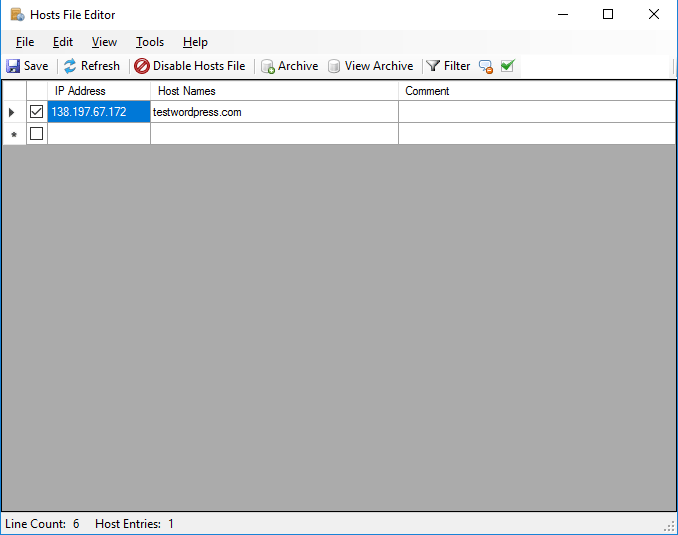 Hosts File Editor
File Edit View Tools Help
Save Refresh Disable Hosts File Archive View Archive Filter
IP Address Host Names Comment
138.197.67.172 testwordpress.com
Line Count: 6 Host Entries: 1